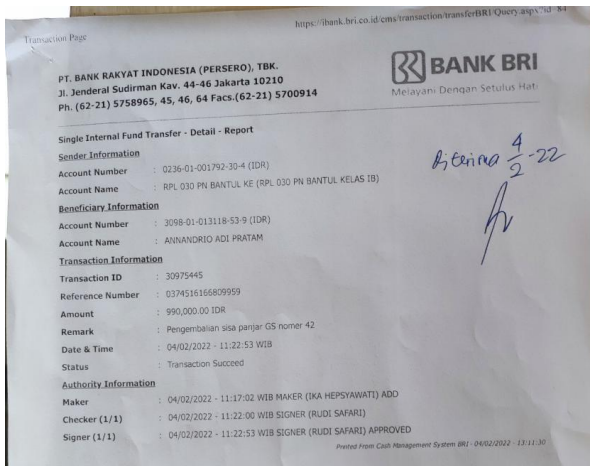 Transaction Page
https://ibank.bri.co.id/cms/transaction/transferBRI/Query.aspx?id=84
PT. BANK RAKYAT INDONESIA (PERSERO), TBK.
Jl. Jenderal Sudirman Kav. 44-46 Jakarta 10210
Ph. (62-21) 5758965, 45, 46, 64 Facs.(62-21) 5700914
BANK BRI
Melayani Dengan Setulus Hati
Single Internal Fund Transfer - Detail - Report
Diterima 4/2-22
Sender Information
Account Number : 0236-01-001792-30-4 (IDR)
Account Name : RPL 030 PN BANTUL KE (RPL 030 PN BANTUL KELAS IB)
Beneficiary Information
Account Number : 3098-01-013118-53-9 (IDR)
Account Name : ANNANDRIO ADI PRATAM
Transaction Information
Transaction ID : 30975445
Reference Number : 0374516166809959
Amount : 990,000.00 IDR
Remark : Pengembalian sisa panjar GS nomer 42
Date & Time : 04/02/2022 - 11:22:53 WIB
Status : Transaction Succeed
Authority Information
Maker : 04/02/2022 - 11:17:02 WIB MAKER (IKA HEPSYAWATI) ADD
Checker (1/1) : 04/02/2022 - 11:22:00 WIB SIGNER (RUDI SAFARI)
Signer (1/1) : 04/02/2022 - 11:22:53 WIB SIGNER (RUDI SAFARI) APPROVED
Printed From Cash Management System BRI - 04/02/2022 - 13:11:30